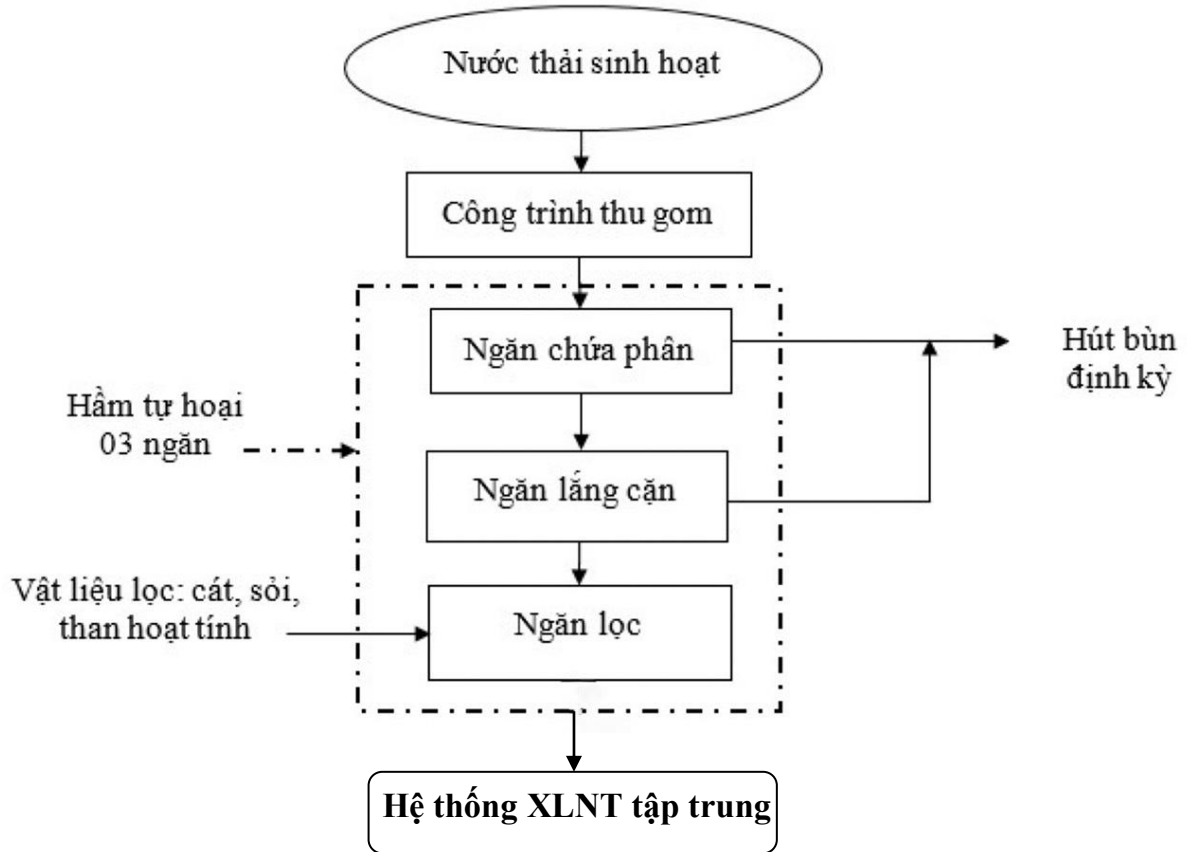 Nước thải sinh hoạt
Công trình thu gom
Ngăn chứa phân
Hút bùn
định kỳ
Hầm tự hoại
03 ngăn
Ngăn lắng cặn
Vật liệu lọc: cát, sỏi,
than hoạt tính
Ngăn lọc
Hệ thống XLNT tập trung